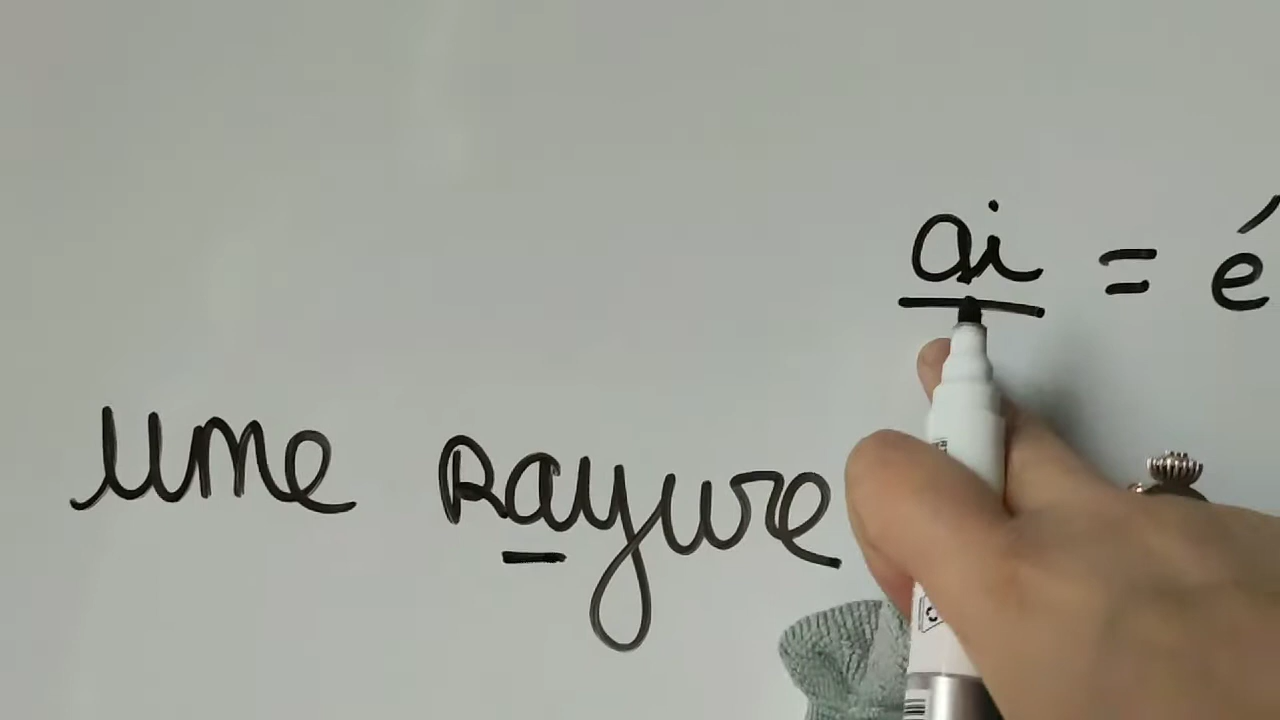 ai = é
une rayure